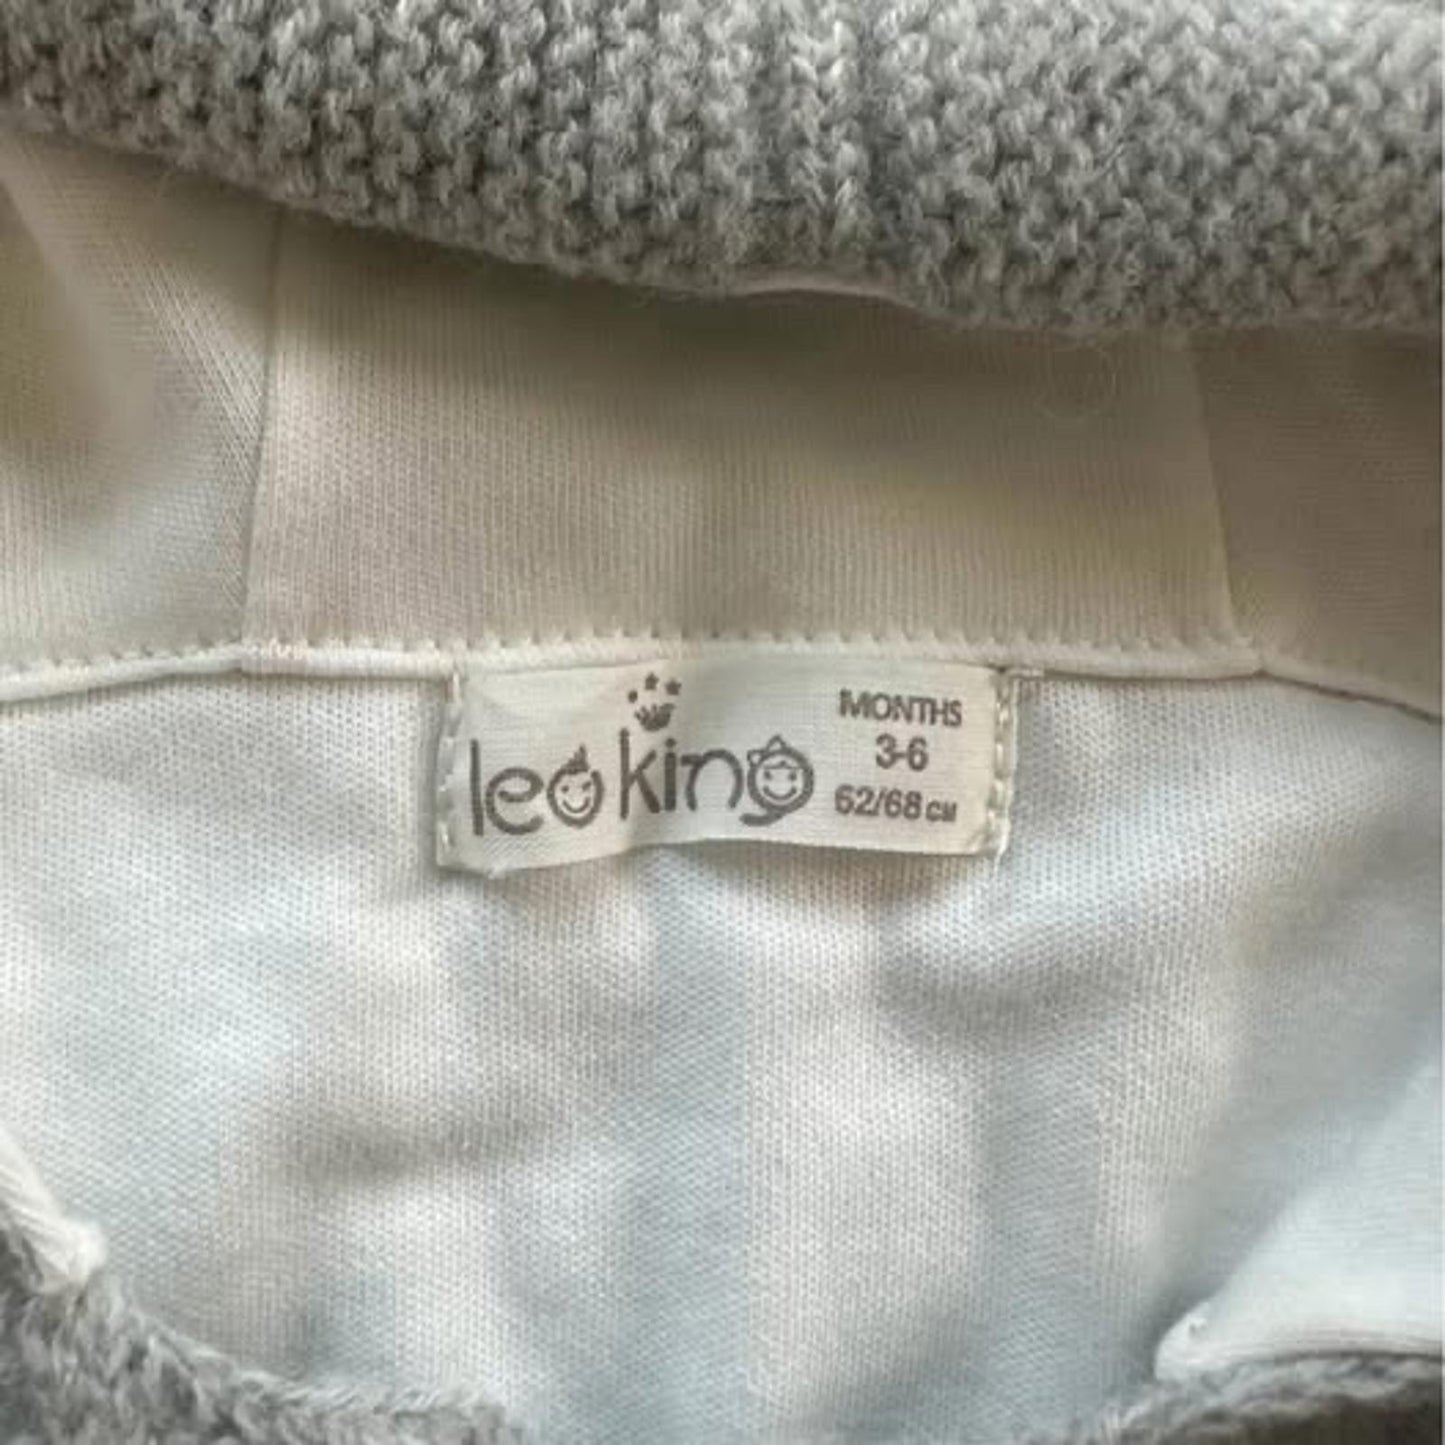 leo king
MONTHS
3-6
62/68 CM